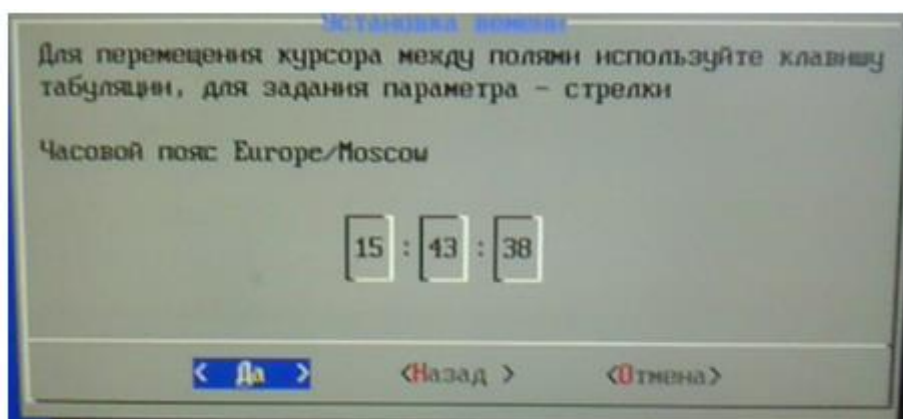 Установка вемени
Для перемещения курсора между полями используйте клавишу
табуляции, для задания параметра - стрелки
Часовой пояс Europe/Moscow
15 : 43 : 38
< Да > <Назад > <Отмена>